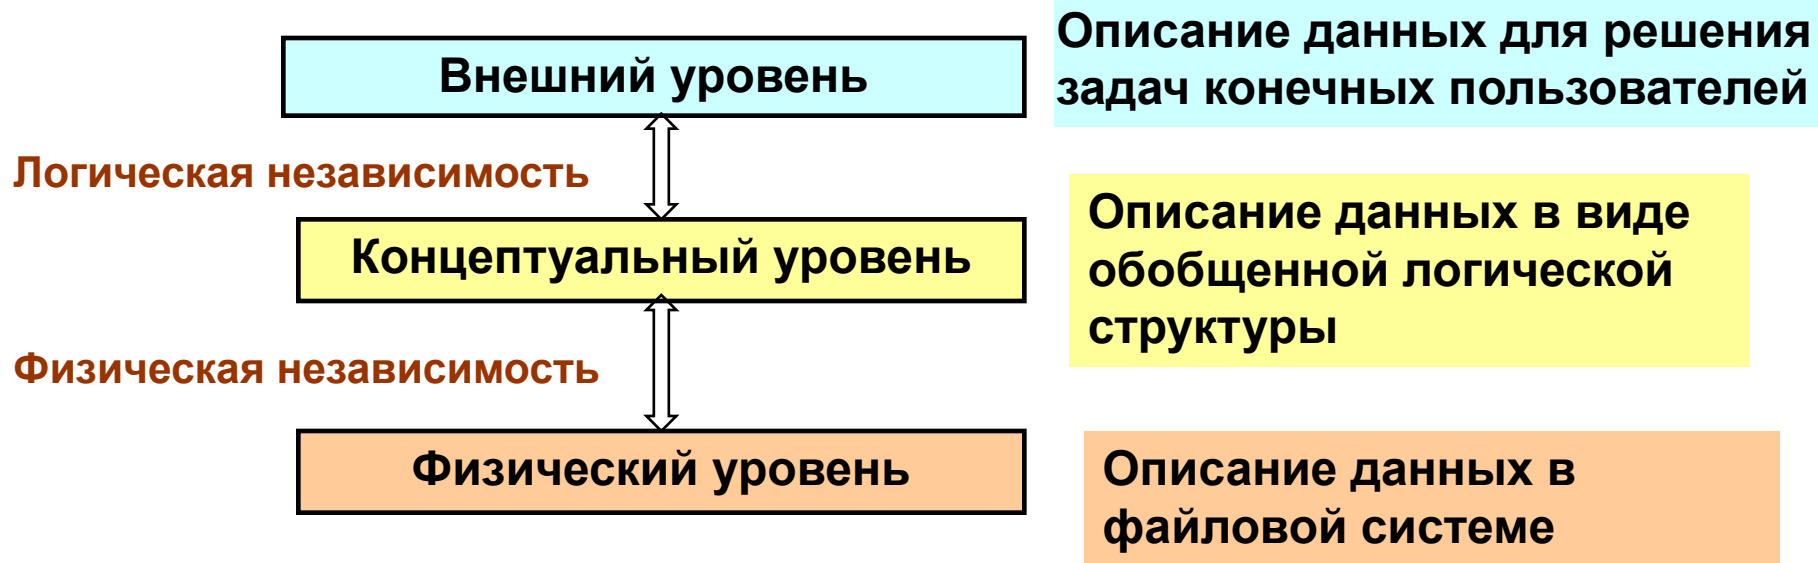 Описание данных для решения
задач конечных пользователей
Внешний уровень
Логическая независимость
Описание данных в виде
обобщенной логической
структуры
Концептуальный уровень
Физическая независимость
Физический уровень
Описание данных в
файловой системе